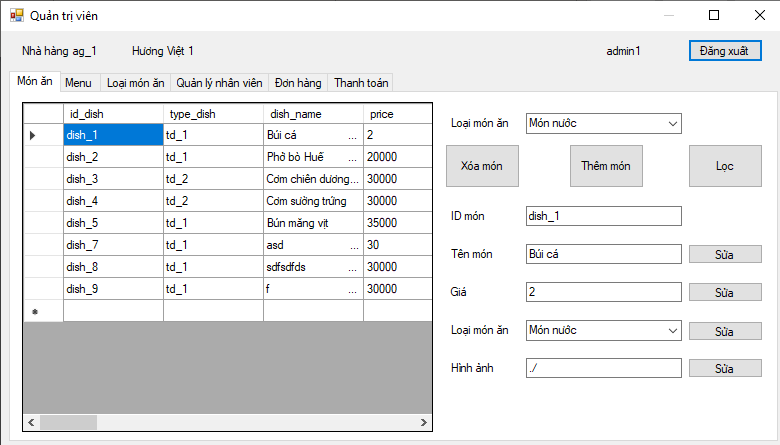 Quản trị viên
Nhà hàng ag_1 Hương Việt 1 admin1 Đăng xuất
Món ăn Menu Loại món ăn Quản lý nhân viên Đơn hàng Thanh toán
id_dish type_dish dish_name price
dish_1 td_1 Búi cá ... 2
dish_2 td_1 Phở bò Huế ... 20000
dish_3 td_2 Cơm chiên dương... 30000
dish_4 td_2 Cơm sườn trứng 30000
dish_5 td_1 Bún măng vịt 35000
dish_7 td_1 asd ... 30
dish_8 td_1 sdfsdfds ... 30000
dish_9 td_1 f ... 30000
Loại món ăn Món nước
Xóa món Thêm món Lọc
ID món dish_1
Tên món Búi cá Sửa
Giá 2 Sửa
Loại món ăn Món nước Sửa
Hình ảnh ./ Sửa